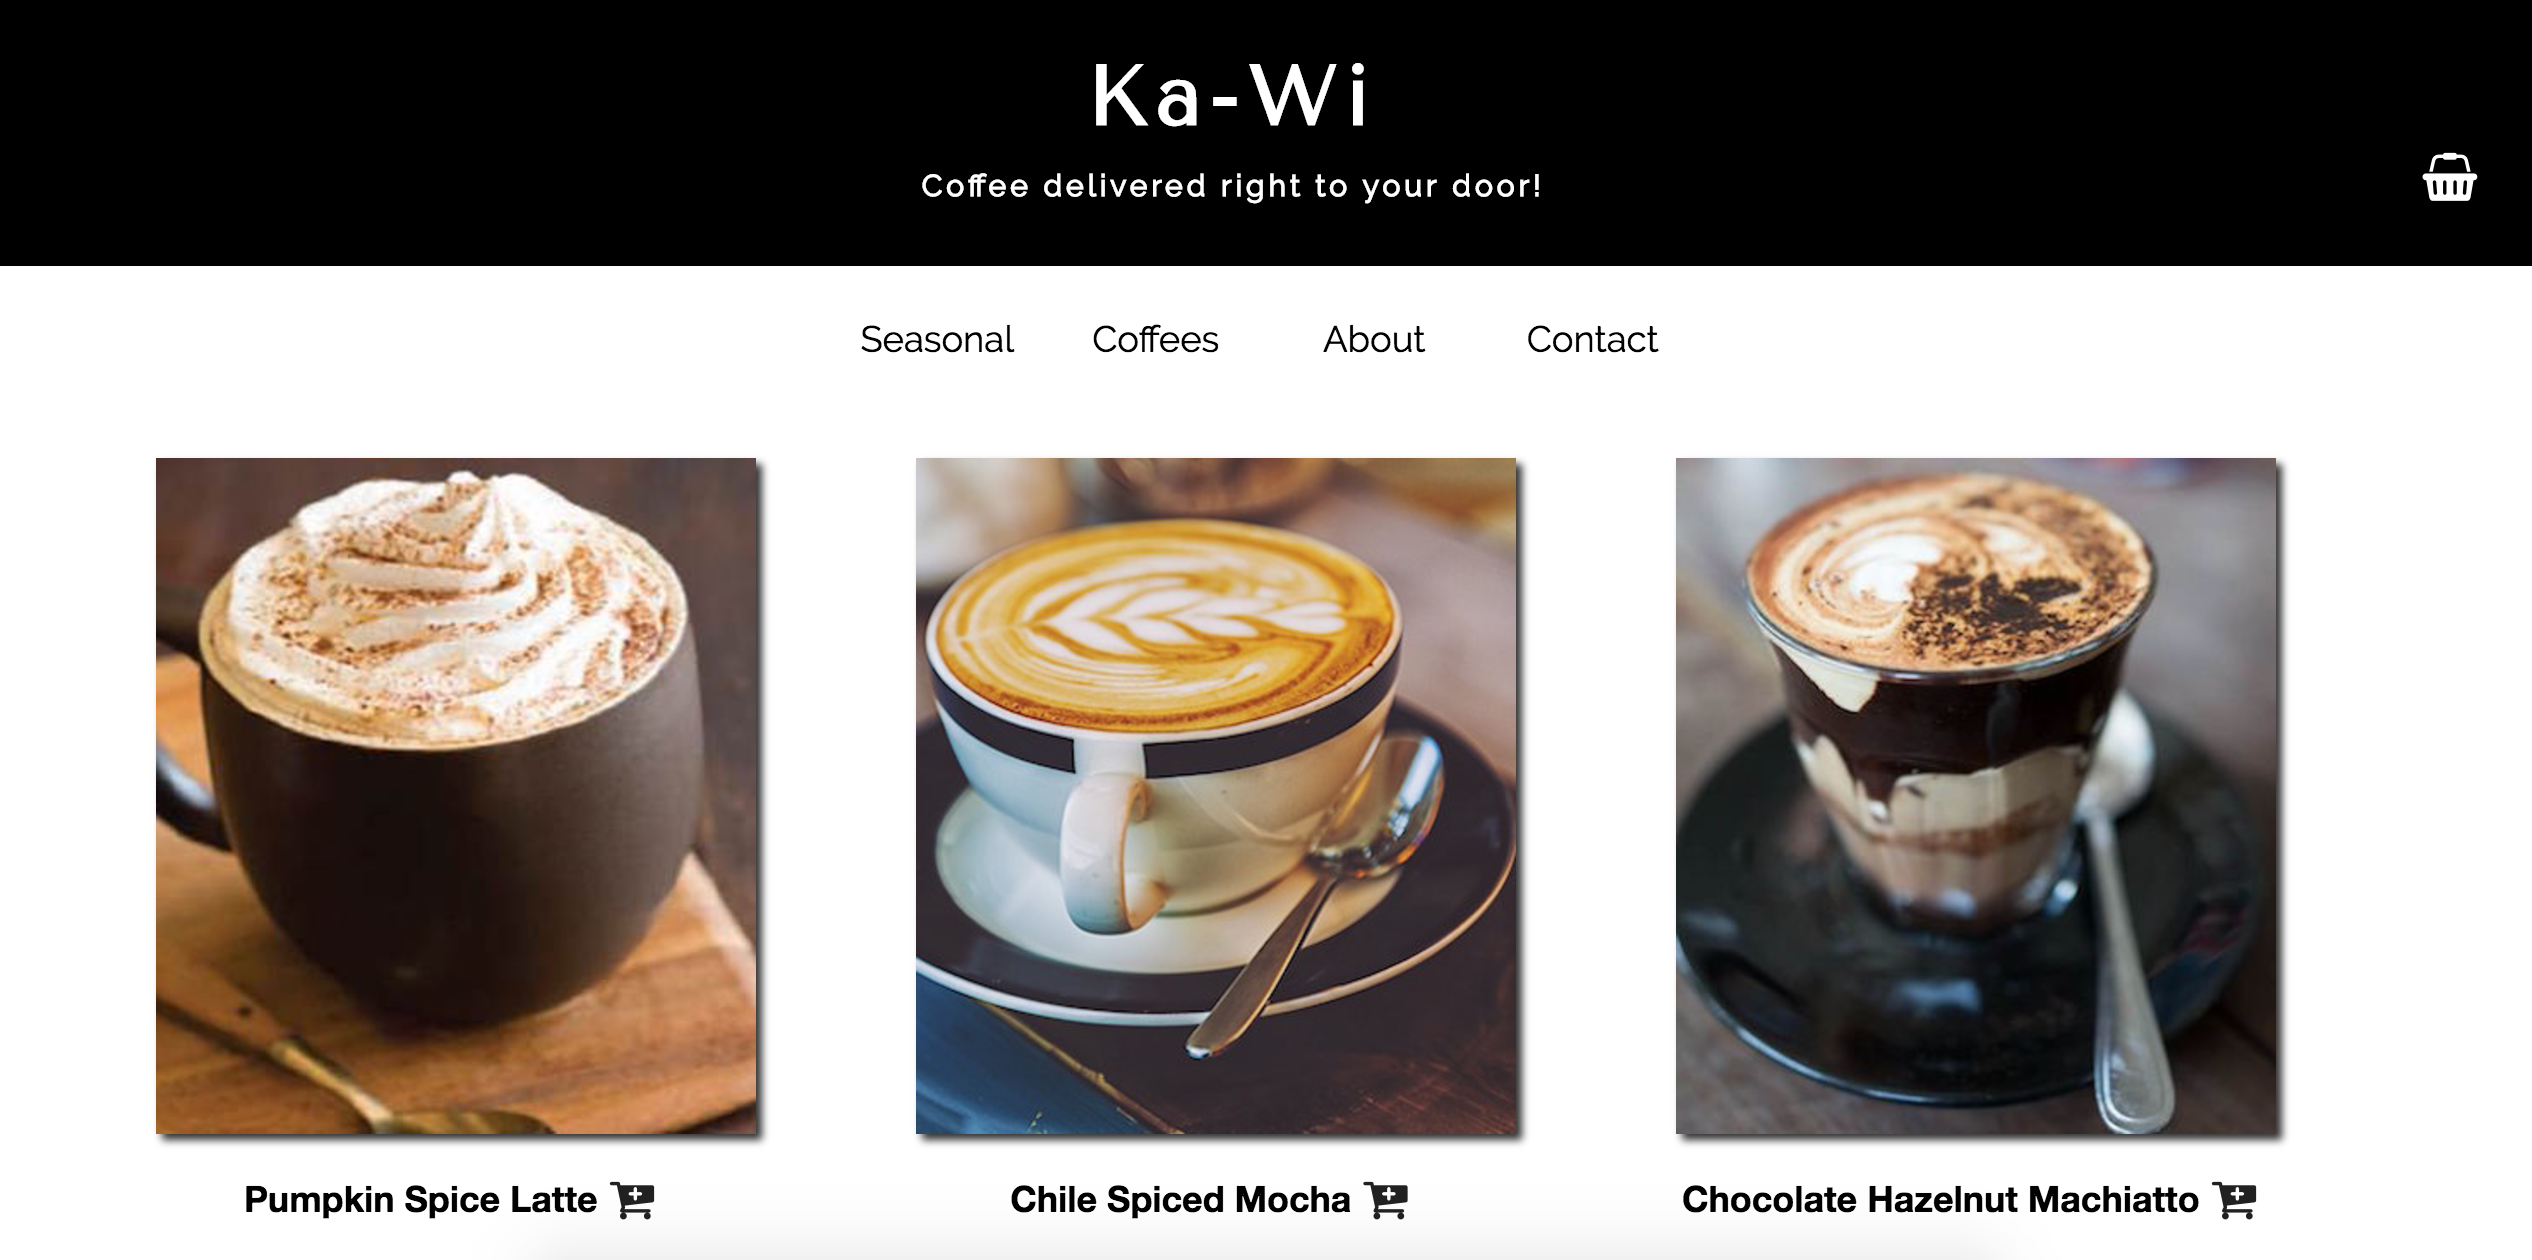 Ka-Wi
Coffee delivered right to your door!
Seasonal Coffees About Contact
Pumpkin Spice Latte Chile Spiced Mocha Chocolate Hazelnut Machiatto